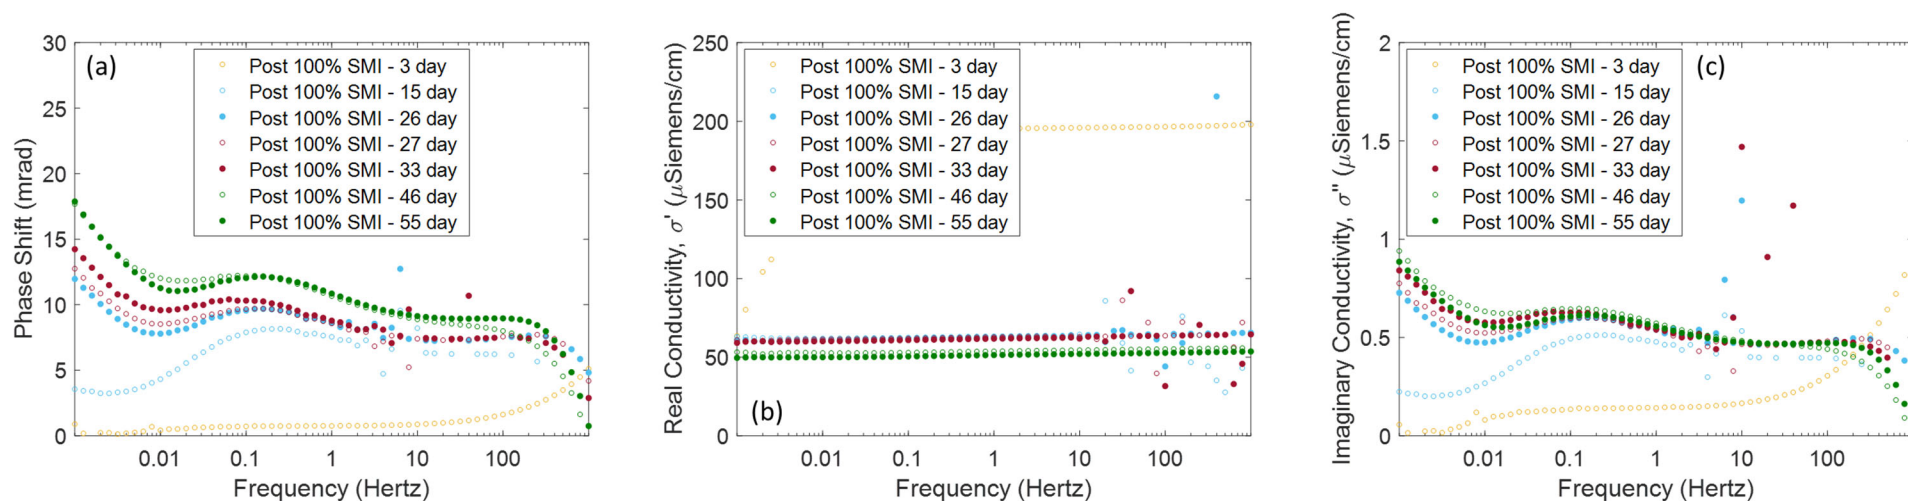 (a)
Phase Shift (mrad)
30
25
20
15
10
5
0
Post 100% SMI - 3 day
Post 100% SMI - 15 day
Post 100% SMI - 26 day
Post 100% SMI - 27 day
Post 100% SMI - 33 day
Post 100% SMI - 46 day
Post 100% SMI - 55 day
0.01 0.1 1 10 100
Frequency (Hertz)
(b)
Real Conductivity, σ' (μSiemens/cm)
250
200
150
100
50
0
Post 100% SMI - 3 day
Post 100% SMI - 15 day
Post 100% SMI - 26 day
Post 100% SMI - 27 day
Post 100% SMI - 33 day
Post 100% SMI - 46 day
Post 100% SMI - 55 day
0.01 0.1 1 10 100
Frequency (Hertz)
(c)
Imaginary Conductivity, σ" (μSiemens/cm)
2
1.5
1
0.5
0
Post 100% SMI - 3 day
Post 100% SMI - 15 day
Post 100% SMI - 26 day
Post 100% SMI - 27 day
Post 100% SMI - 33 day
Post 100% SMI - 46 day
Post 100% SMI - 55 day
0.01 0.1 1 10 100
Frequency (Hertz)